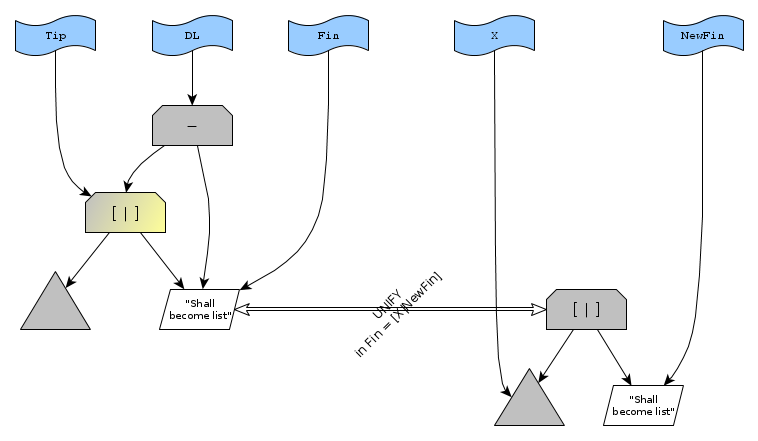 Tip
DL
Fin
X
NewFin
–
[ | ]
"Shall
become list"
UNIFY
in Fin = [X|NewFin]
[ | ]
"Shall
become list"